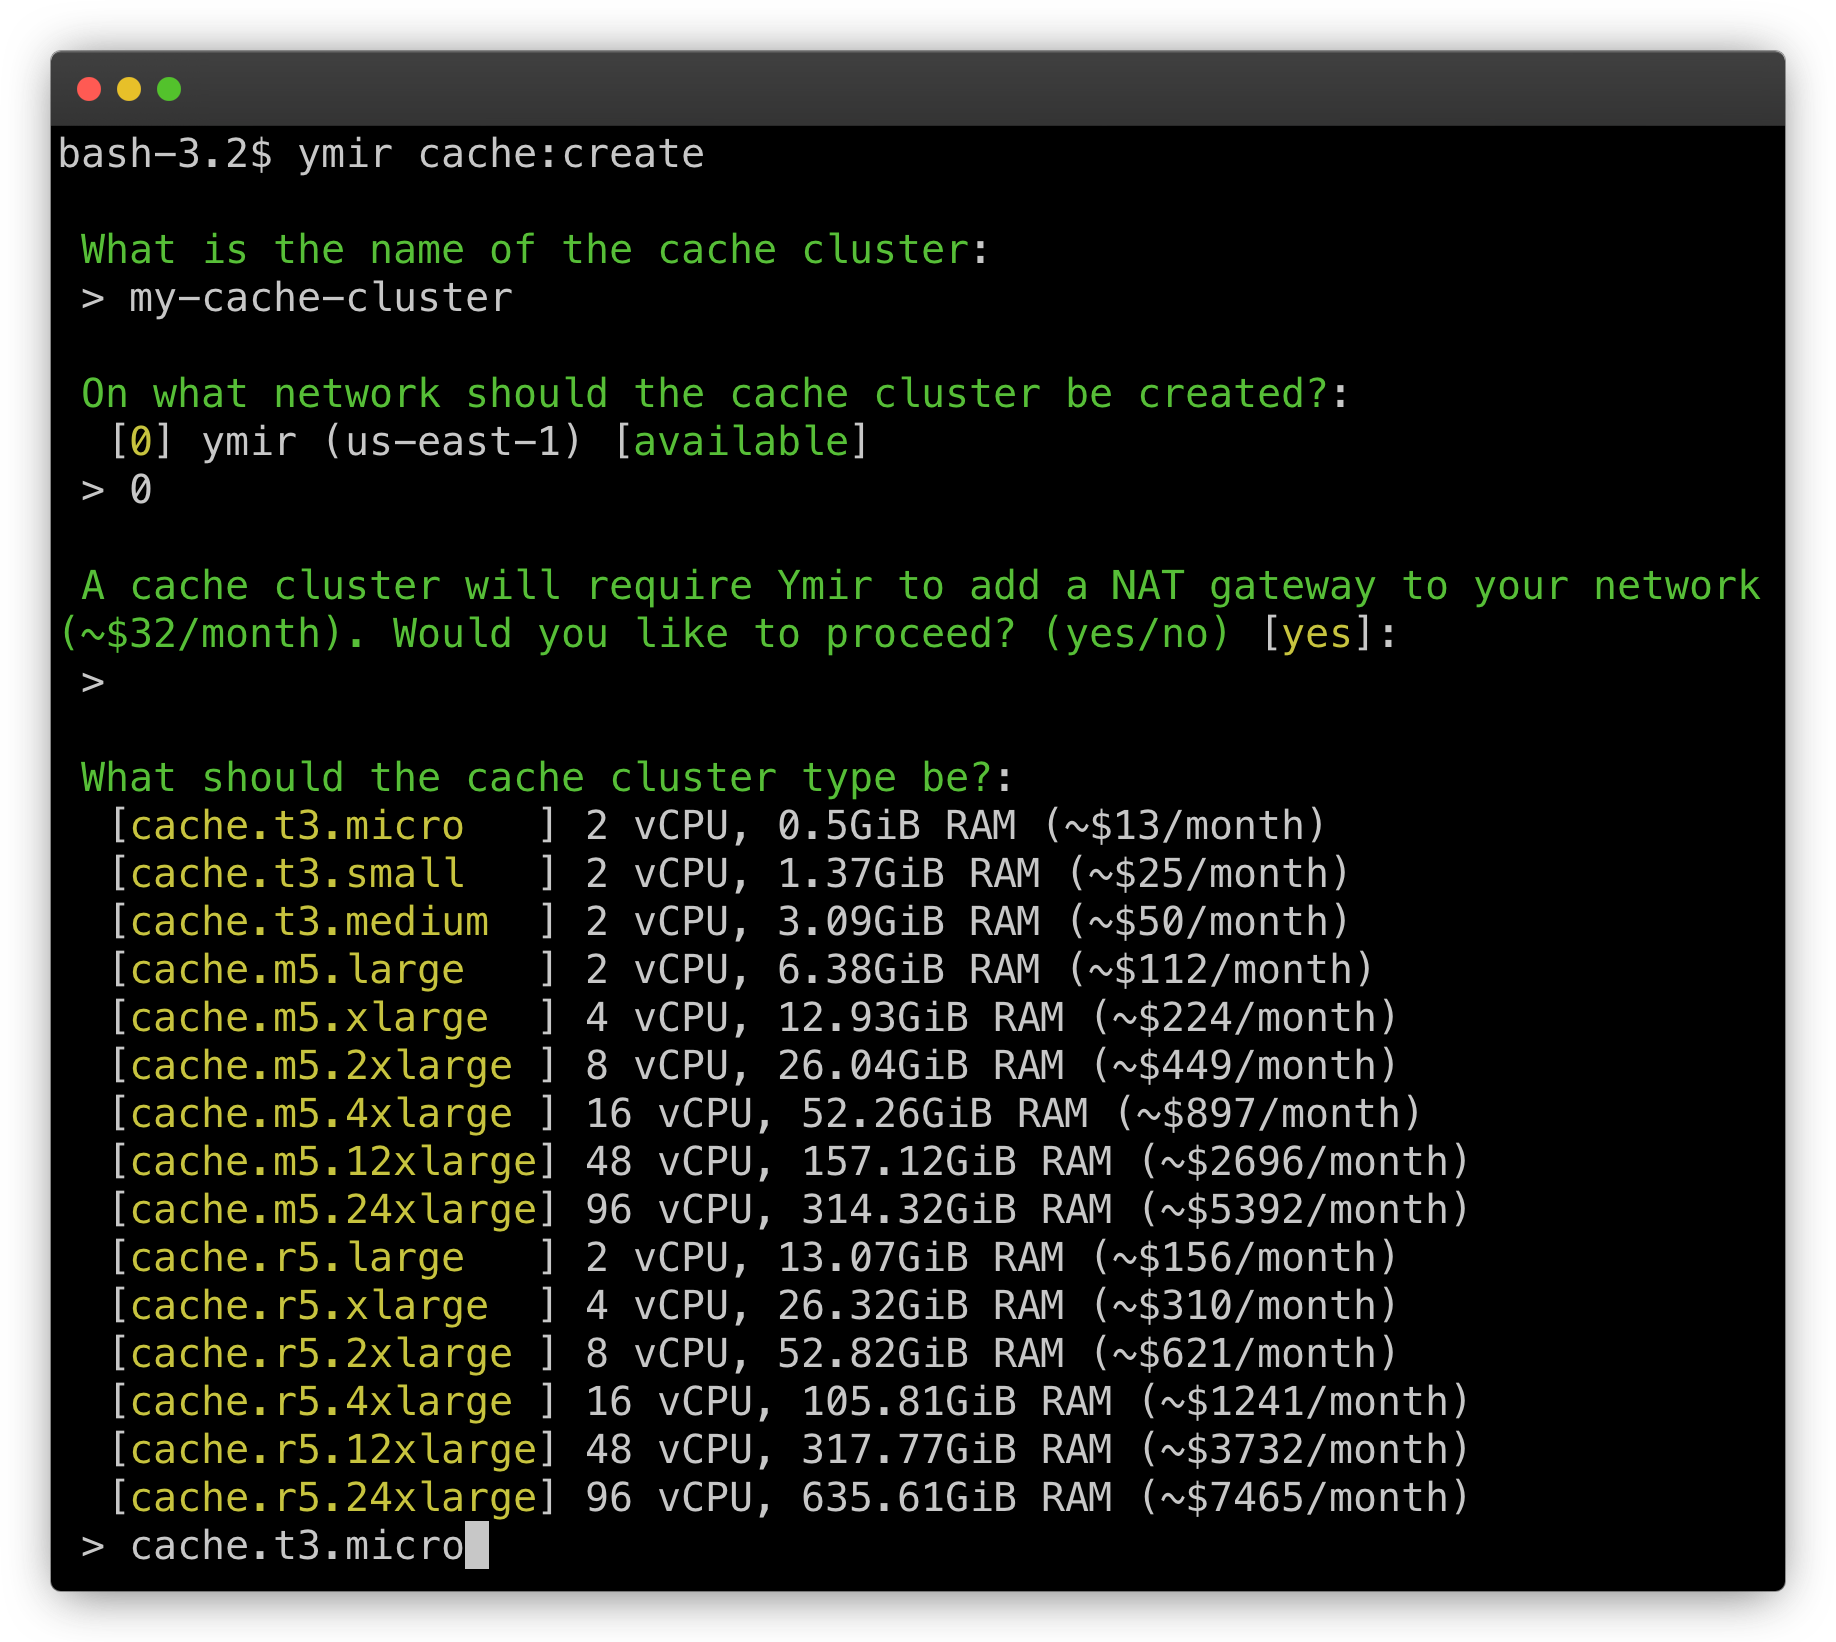 bash-3.2$ ymir cache:create
What is the name of the cache cluster:
> my-cache-cluster
On what network should the cache cluster be created?:
[0] ymir (us-east-1) [available]
> 0
A cache cluster will require Ymir to add a NAT gateway to your network
(~$32/month). Would you like to proceed? (yes/no) [yes]:
>
What should the cache cluster type be?:
[cache.t3.micro   ] 2 vCPU, 0.5GiB RAM (~$13/month)
[cache.t3.small   ] 2 vCPU, 1.37GiB RAM (~$25/month)
[cache.t3.medium  ] 2 vCPU, 3.09GiB RAM (~$50/month)
[cache.m5.large   ] 2 vCPU, 6.38GiB RAM (~$112/month)
[cache.m5.xlarge  ] 4 vCPU, 12.93GiB RAM (~$224/month)
[cache.m5.2xlarge ] 8 vCPU, 26.04GiB RAM (~$449/month)
[cache.m5.4xlarge ] 16 vCPU, 52.26GiB RAM (~$897/month)
[cache.m5.12xlarge] 48 vCPU, 157.12GiB RAM (~$2696/month)
[cache.m5.24xlarge] 96 vCPU, 314.32GiB RAM (~$5392/month)
[cache.r5.large   ] 2 vCPU, 13.07GiB RAM (~$156/month)
[cache.r5.xlarge  ] 4 vCPU, 26.32GiB RAM (~$310/month)
[cache.r5.2xlarge ] 8 vCPU, 52.82GiB RAM (~$621/month)
[cache.r5.4xlarge ] 16 vCPU, 105.81GiB RAM (~$1241/month)
[cache.r5.12xlarge] 48 vCPU, 317.77GiB RAM (~$3732/month)
[cache.r5.24xlarge] 96 vCPU, 635.61GiB RAM (~$7465/month)
> cache.t3.micro